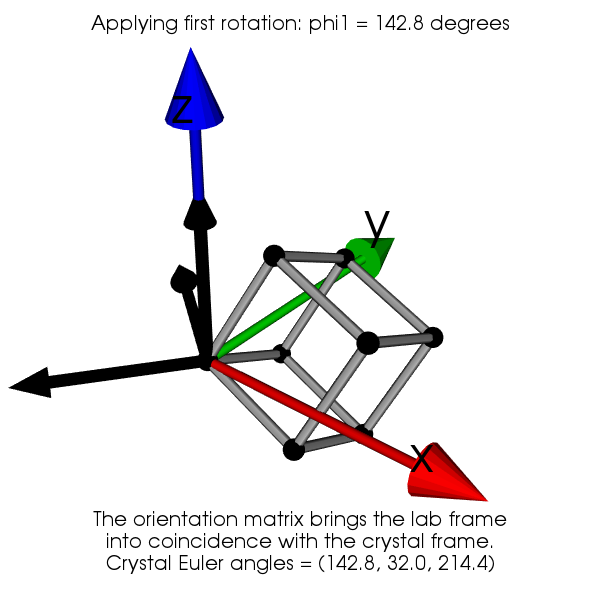 Applying first rotation: phi1 = 142.8 degrees
Z
y
x
The orientation matrix brings the lab frame
into coincidence with the crystal frame.
Crystal Euler angles = (142.8, 32.0, 214.4)